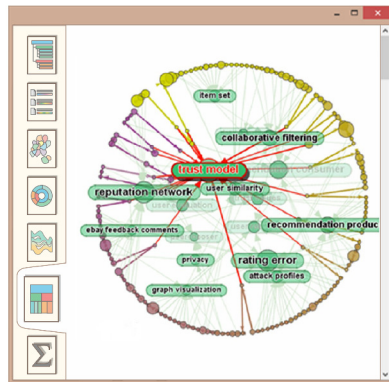 item set
collaborative filtering
trust model
consumer
user similarity
reputation network
ebay feedback comments
recommendation produc
privacy
rating error
attack profiles
graph visualization
Σ